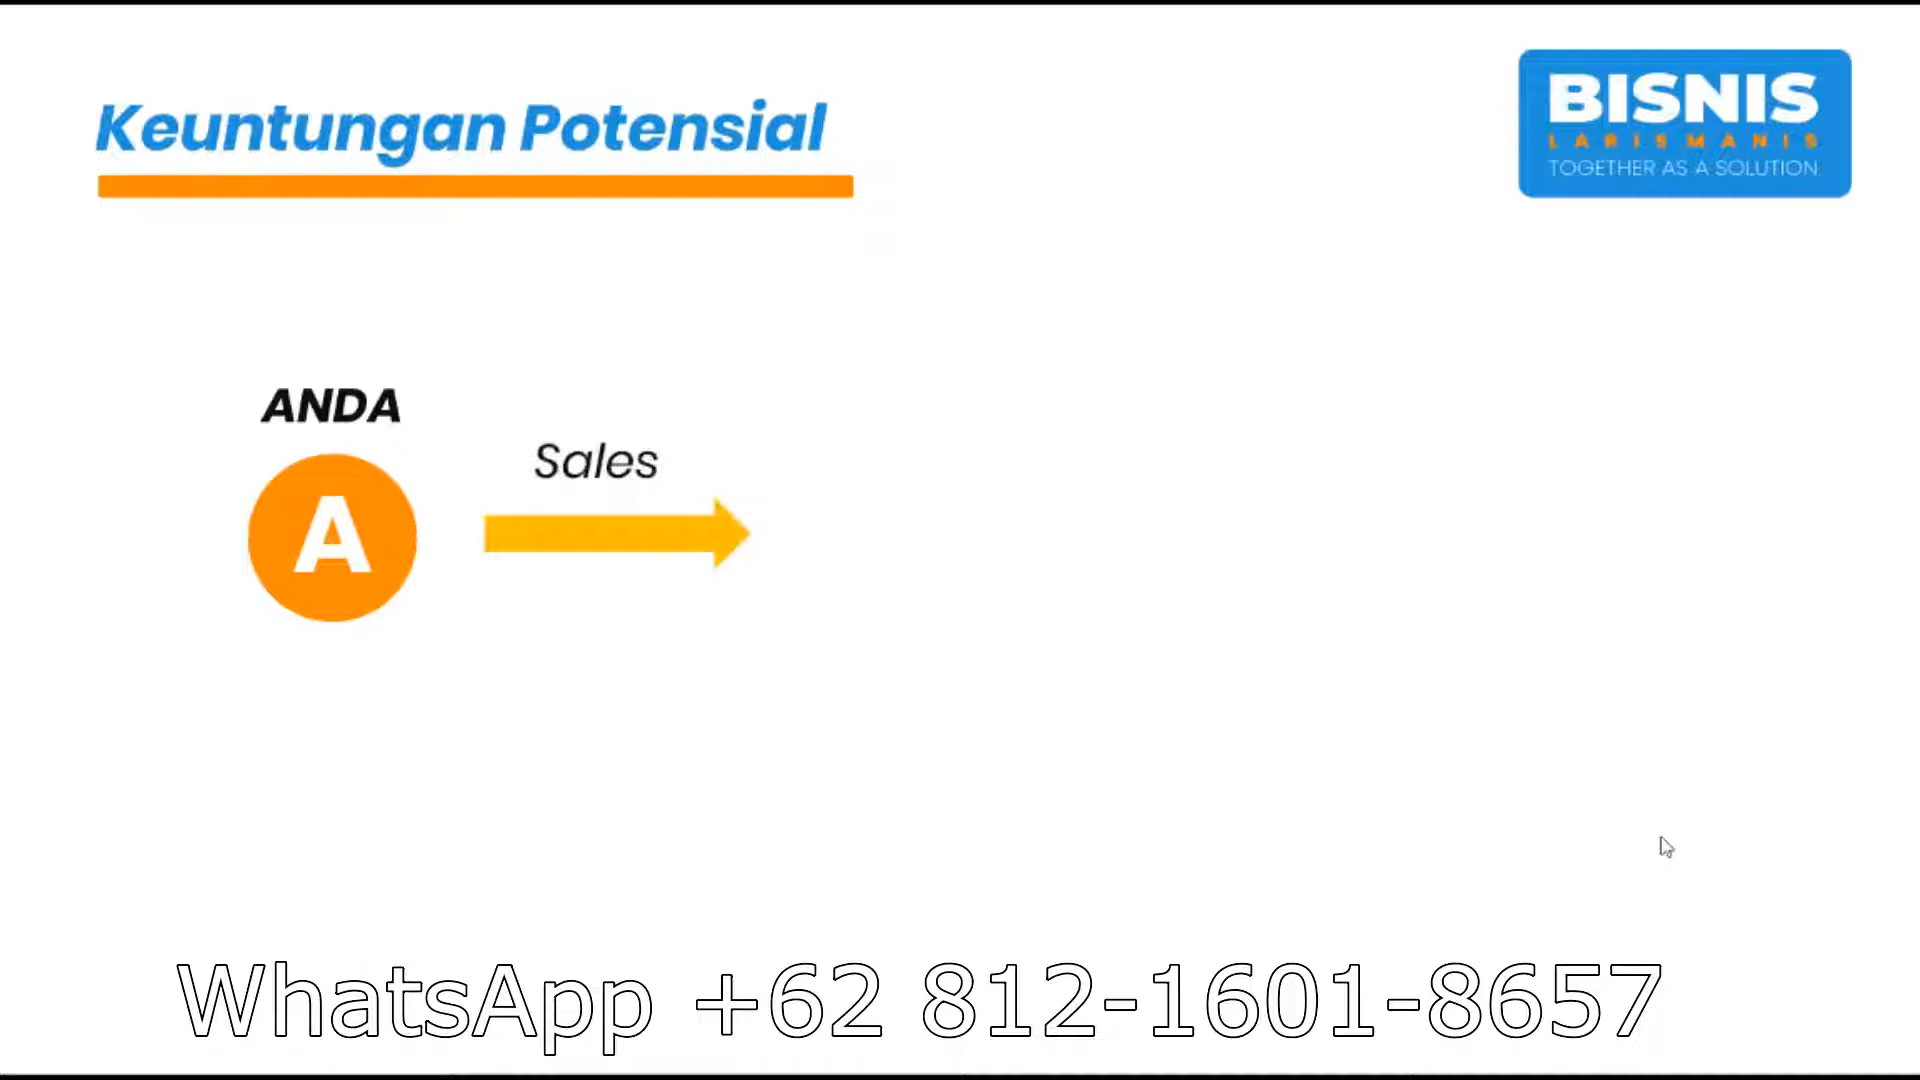 Keuntungan Potensial
BISNIS
LARISMANIS
TOGETHER AS A SOLUTION
ANDA
A
Sales
WhatsApp +62 812-1601-8657